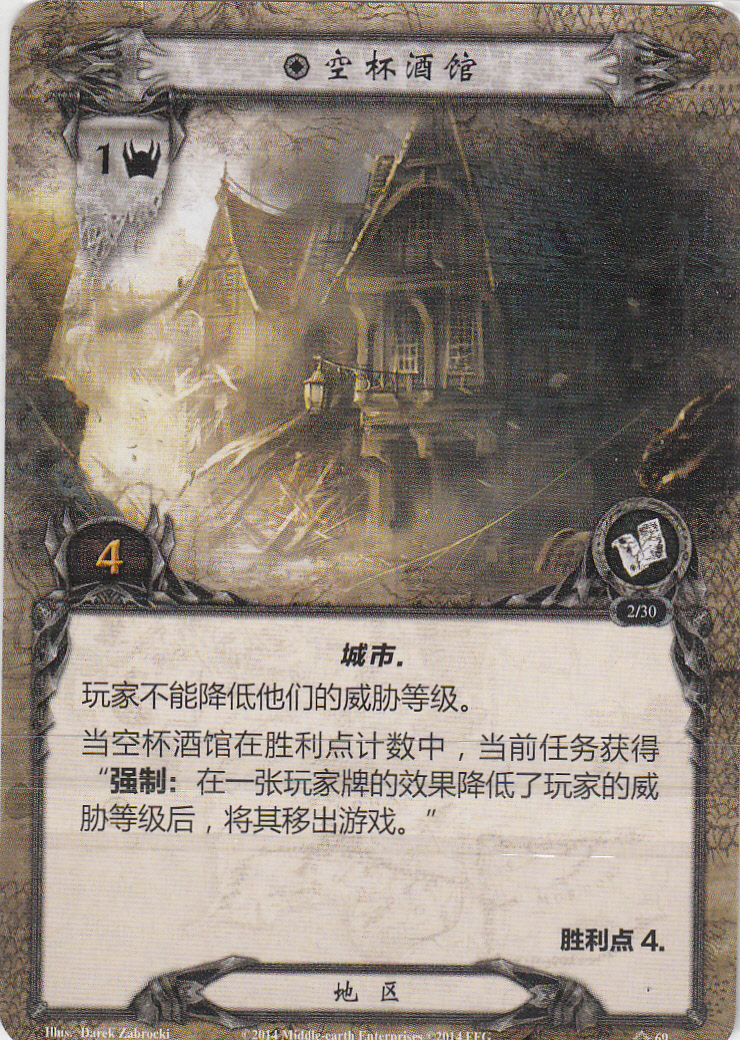 空杯酒馆
1
4
2/30
城市.
玩家不能降低他们的威胁等级。
当空杯酒馆在胜利点计数中，当前任务获得
“强制：在一张玩家牌的效果降低了玩家的威
胁等级后，将其移出游戏。”
胜利点 4.
地区
Illus. Darek Zabrocki
©2014 Middle-earth Enterprises ©2014 FFG
69